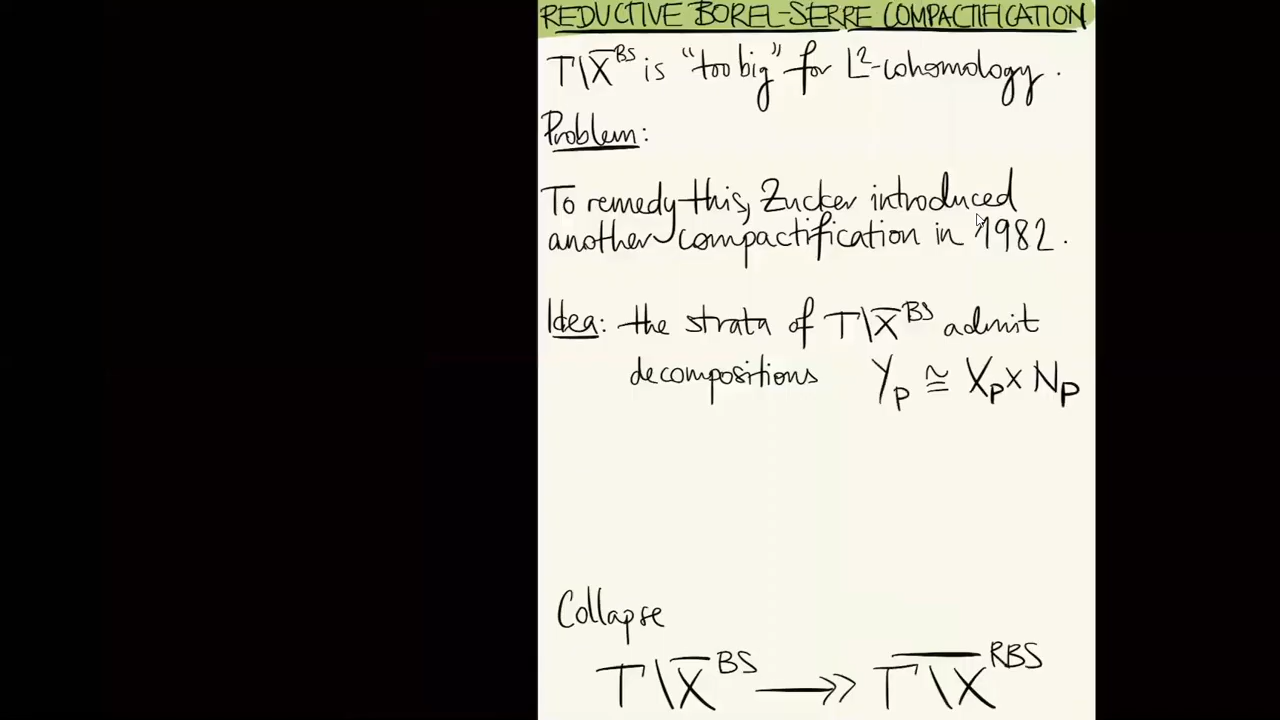 REDUCTIVE BOREL-SERRE COMPACTIFICATION
Γ\X̅ᴮˢ is "too big" for L²-cohomology.
Problem:
To remedy this, Zucker introduced
another compactification in 1982.
Idea: the strata of Γ\X̅ᴮˢ admit
decompositions Y_P ≅ X_P × N_P
Collapse
Γ\X̅ᴮˢ ↠ \overline{Γ\X}ᴿᴮˢ